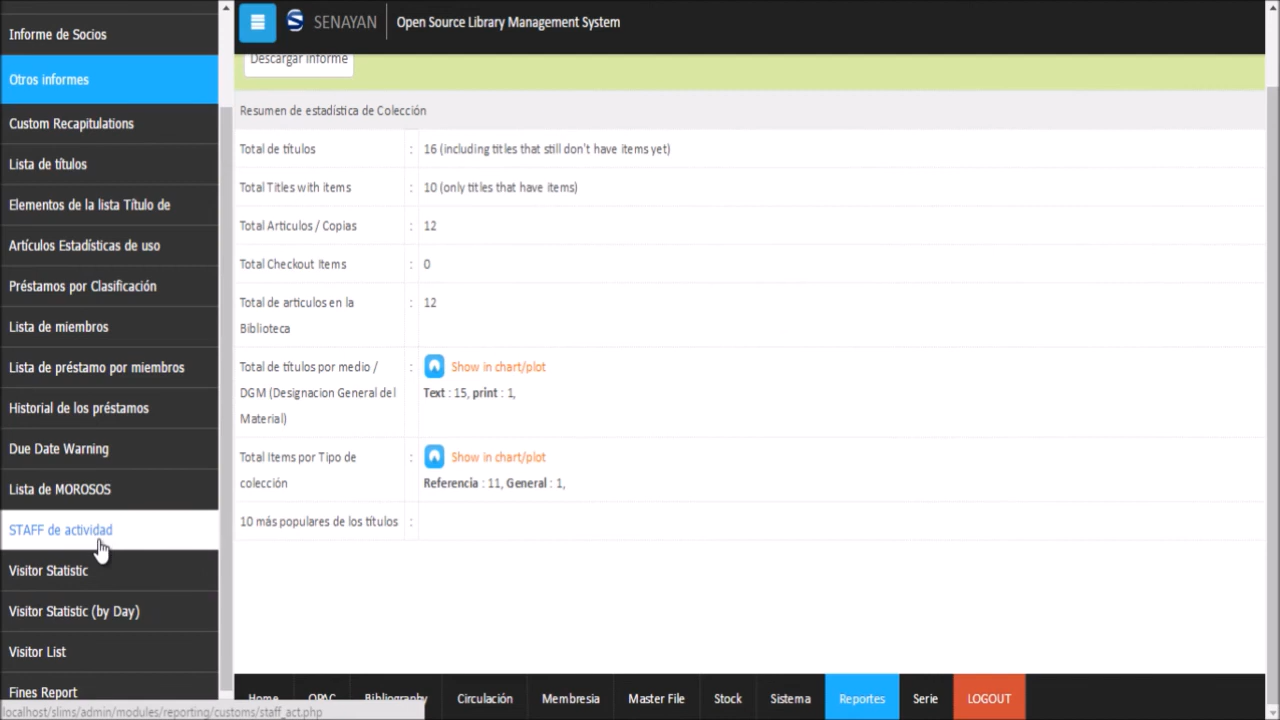 SENAYAN
Open Source Library Management System
Informe de Socios
Otros informes
Custom Recapitulations
Lista de títulos
Elementos de la lista Título de
Artículos Estadísticas de uso
Préstamos por Clasificación
Lista de miembros
Lista de préstamo por miembros
Historial de los préstamos
Due Date Warning
Lista de MOROSOS
STAFF de actividad
Visitor Statistic
Visitor Statistic (by Day)
Visitor List
Fines Report
localhost/slims/admin/modules/reporting/customs/staff_act.php
Descargar informe
Resumen de estadística de Colección
Total de títulos : 16 (including titles that still don't have items yet)
Total Titles with items : 10 (only titles that have items)
Total Artículos / Copias : 12
Total Checkout Items : 0
Total de artículos en la : 12
Biblioteca
Total de títulos por medio / : Show in chart/plot
DGM (Designacion General del Text : 15, print : 1,
Material)
Total Items por Tipo de : Show in chart/plot
colección Referencia : 11, General : 1,
10 más populares de los títulos :
Home OPAC Bibliography Circulación Membresia Master File Stock Sistema Reportes Serie LOGOUT